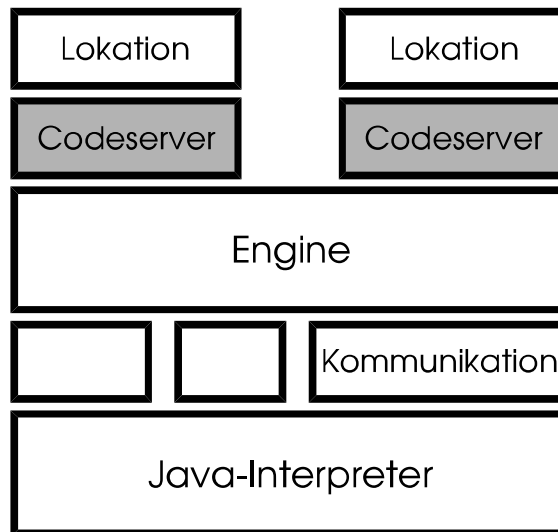 Lokation Lokation
Codeserver Codeserver
Engine
Kommunikation
Java-Interpreter